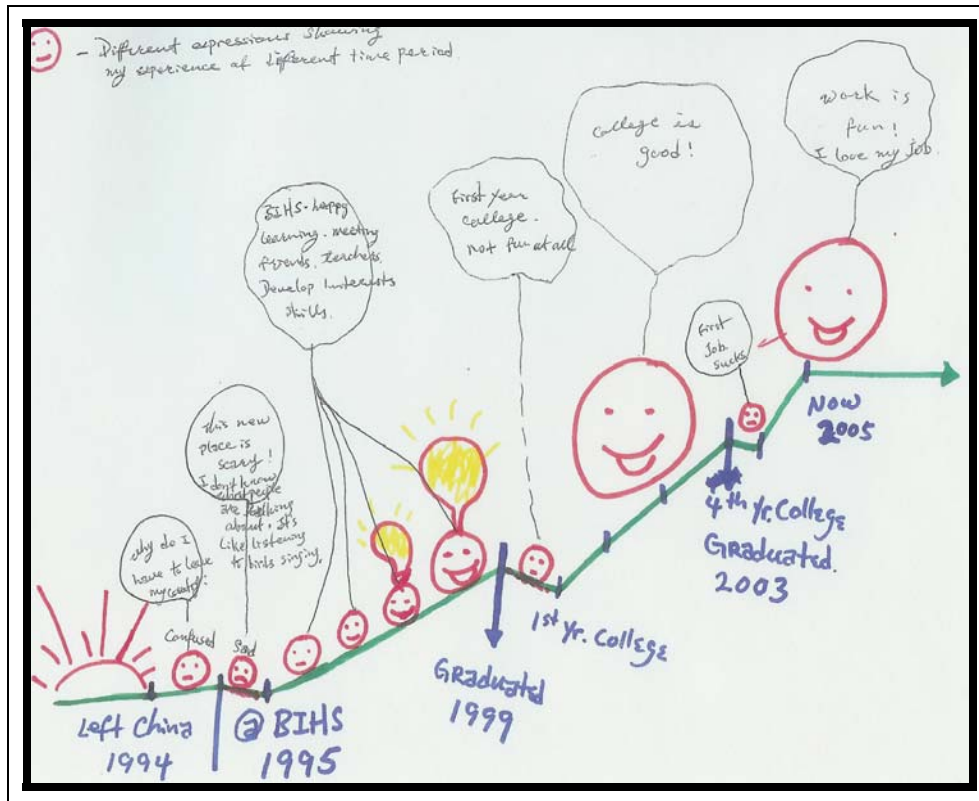 - Different expressions showing
my experience at different time period
Why do I
have to leave
my country?
Confused
This new
place is
scary!
I don't know
what people
are talking
about, It's
like listening
to birds singing.
Sad
BIHS-happy
learning. meeting
friends. teachers.
Develop interests
skills.
First Year
college.
not fun at all
college is
good!
First
Job
sucks
work is
fun!
I love my job.
Left China
1994
@ BIHS
1995
Graduated
1999
1st yr. College
4th yr. College
Graduated.
2003
Now
2005